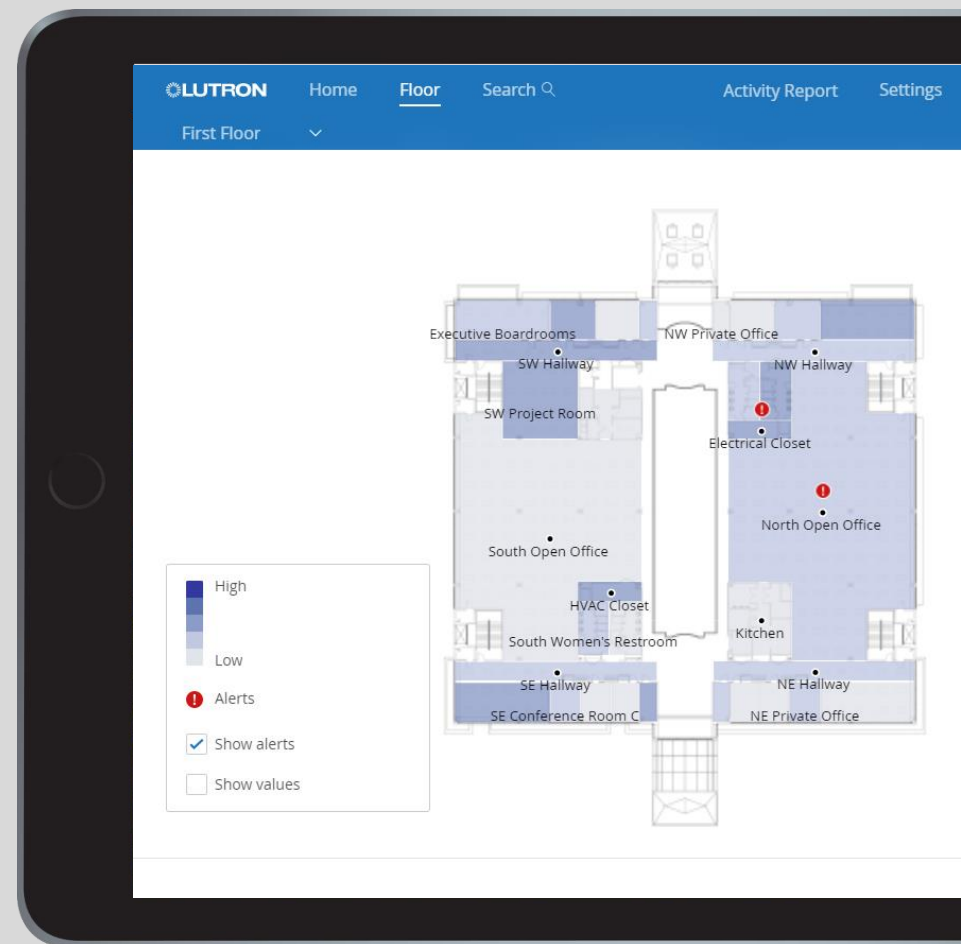 LUTRON Home Floor Search Activity Report Settings
First Floor
Executive Boardrooms NW Private Office
SW Hallway NW Hallway
SW Project Room
Electrical Closet
North Open Office
South Open Office
HVAC Closet
South Women's Restroom Kitchen
SE Hallway NE Hallway
SE Conference Room C NE Private Office
High
Low
! Alerts
Show alerts
Show values